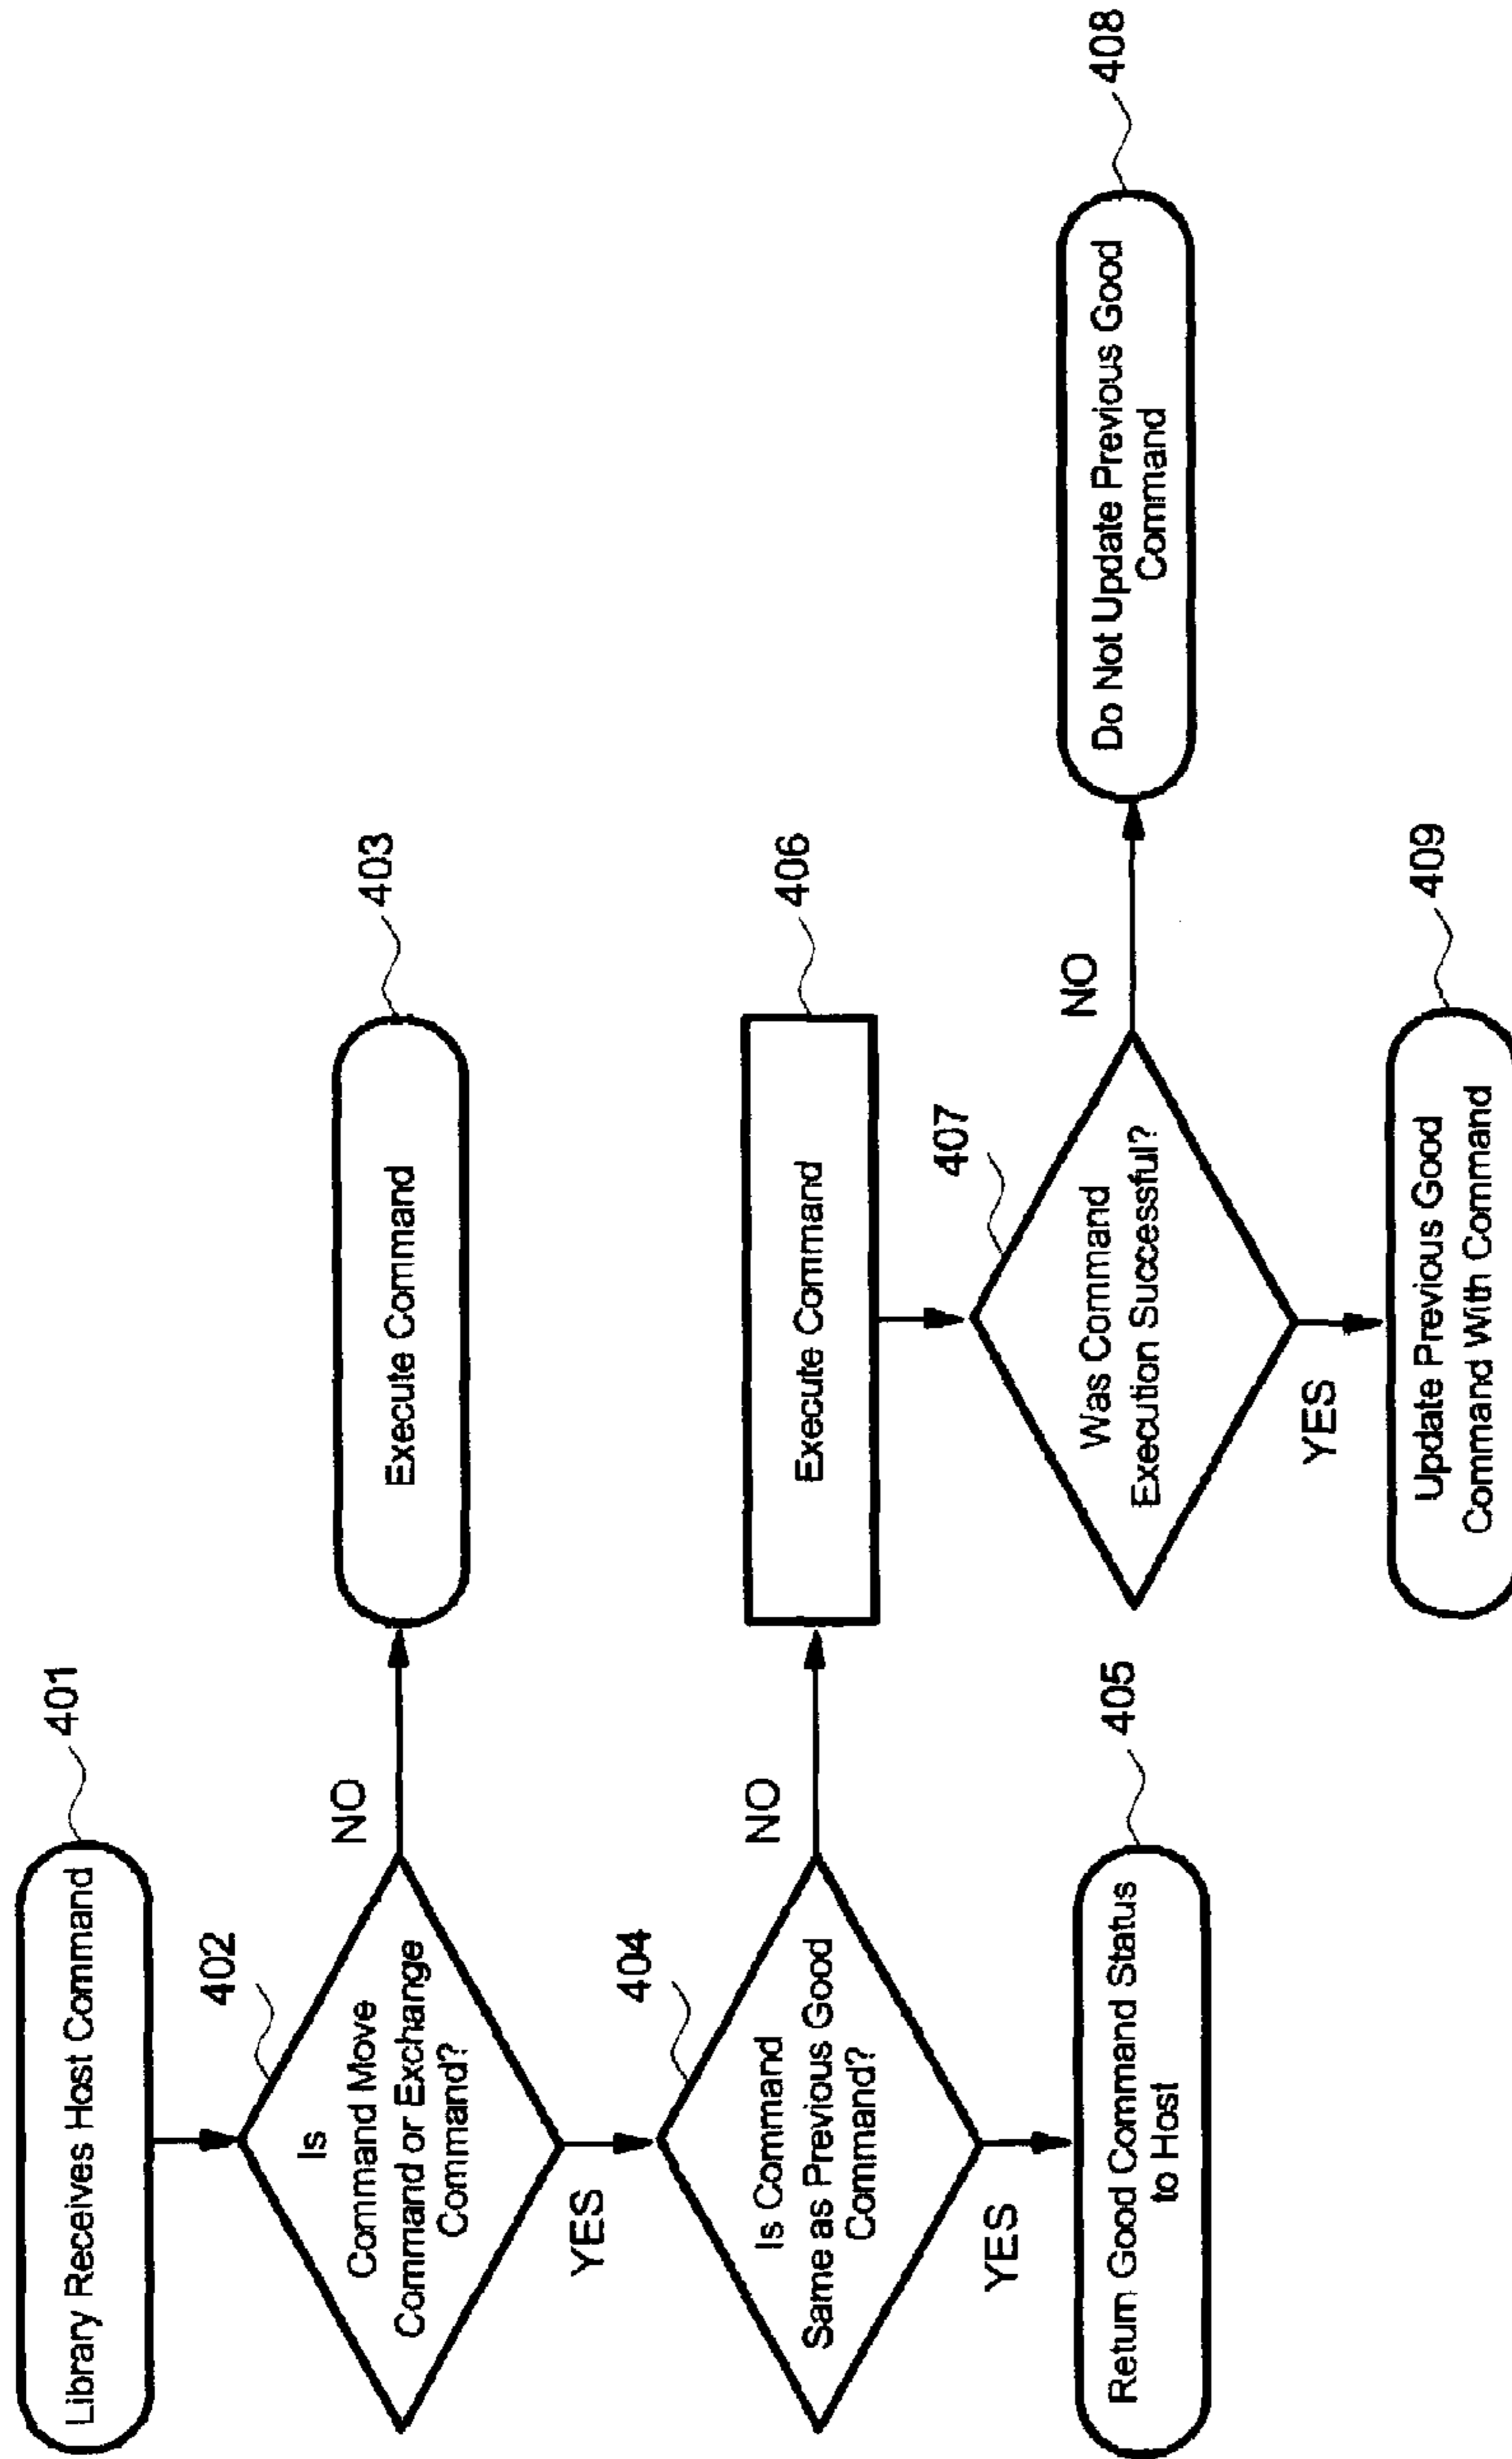 Library Receives Host Command
401
Is
Command Move
Command or Exchange
Command?
402
NO
Execute Command
403
YES
Is Command
Same as Previous Good
Command?
404
NO
Execute Command
406
YES
Return Good Command Status
to Host
405
Was Command
Execution Successful?
407
NO
Do Not Update Previous Good
Command
408
YES
Update Previous Good
Command With Command
409